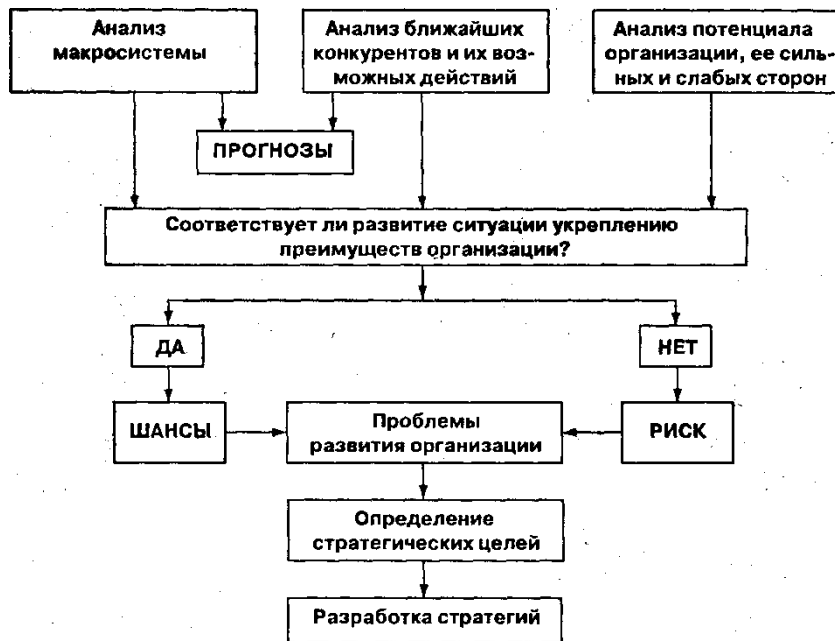 Анализ
макросистемы
Анализ ближайших
конкурентов и их воз-
можных действий
Анализ потенциала
организации, ее силь-
ных и слабых сторон
ПРОГНОЗЫ
Соответствует ли развитие ситуации укреплению
преимуществ организации?
ДА
НЕТ
ШАНСЫ
Проблемы
развития организации
РИСК
Определение
стратегических целей
Разработка стратегий